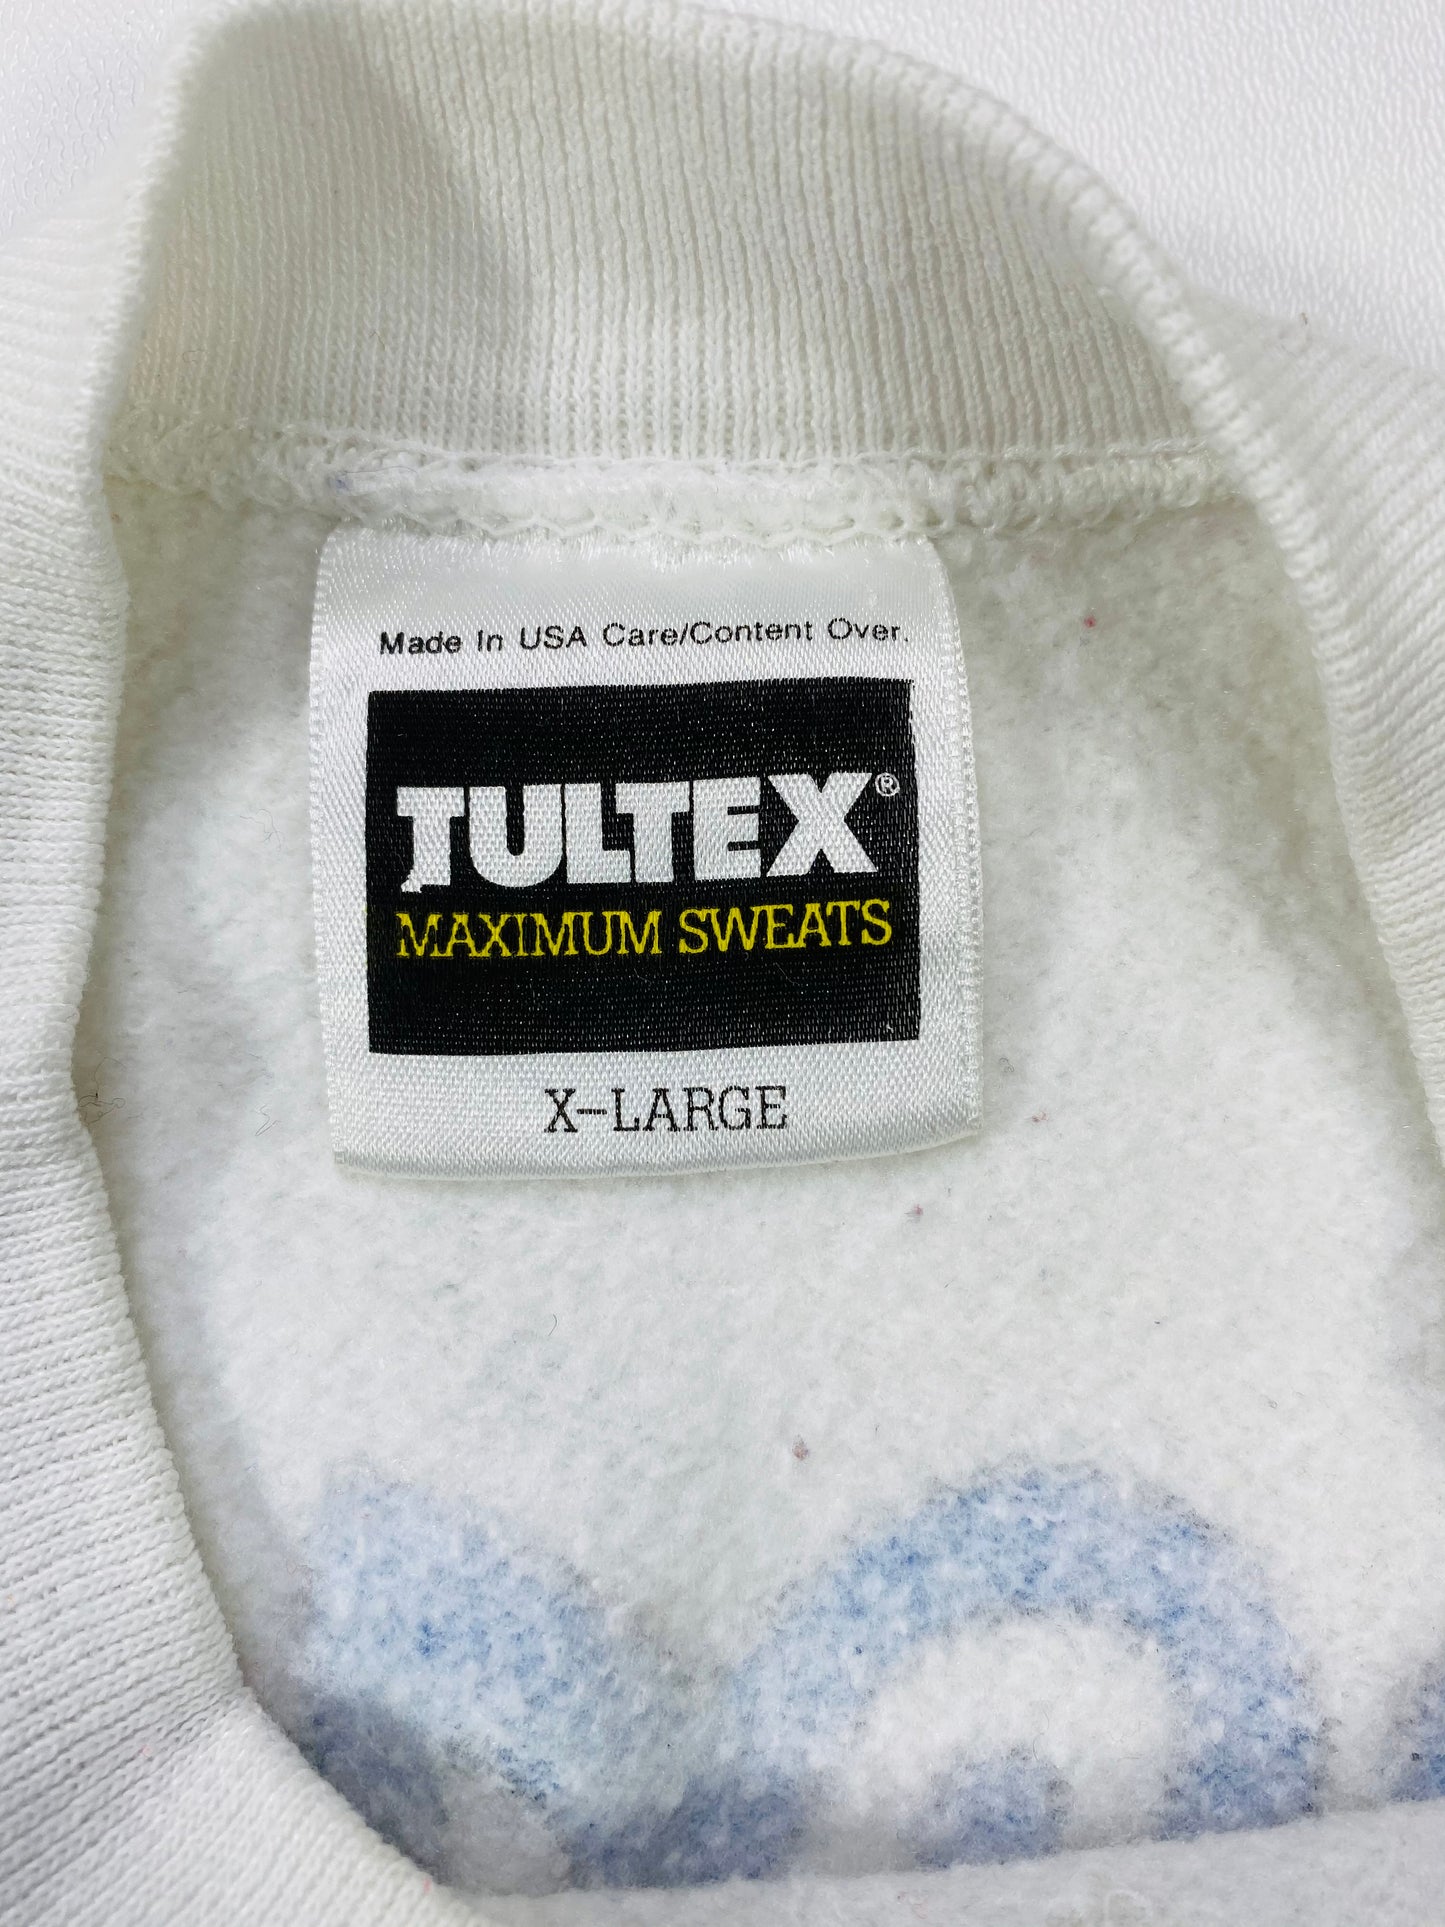 Made In USA Care/Content Over.
TULTEX®
MAXIMUM SWEATS
X-LARGE